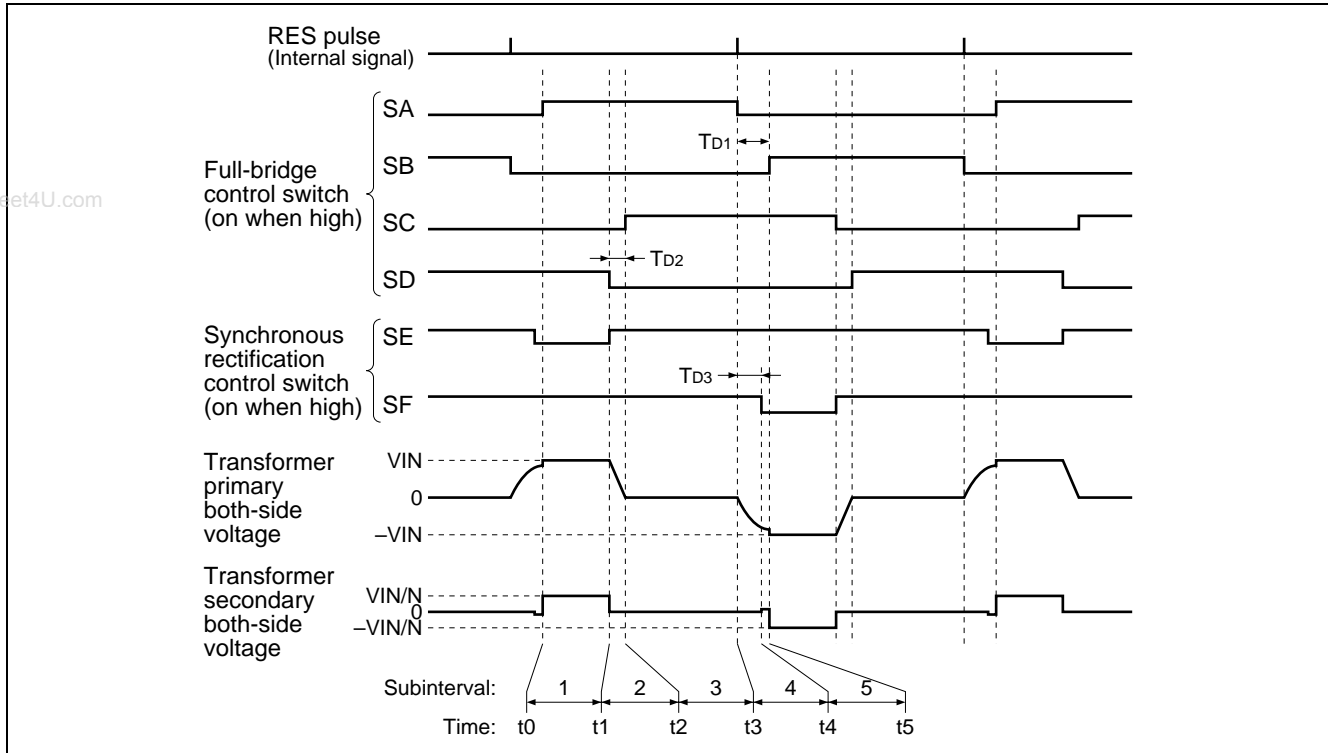 RES pulse
(Internal signal)
SA
TD1
Full-bridge
control switch
(on when high)
SB
eet4U.com
SC
TD2
SD
Synchronous
rectification
control switch
(on when high)
SE
TD3
SF
Transformer
primary
both-side
voltage
VIN
0
–VIN
Transformer
secondary
both-side
voltage
VIN/N
0
–VIN/N
Subinterval: 1 2 3 4 5
Time: t0 t1 t2 t3 t4 t5